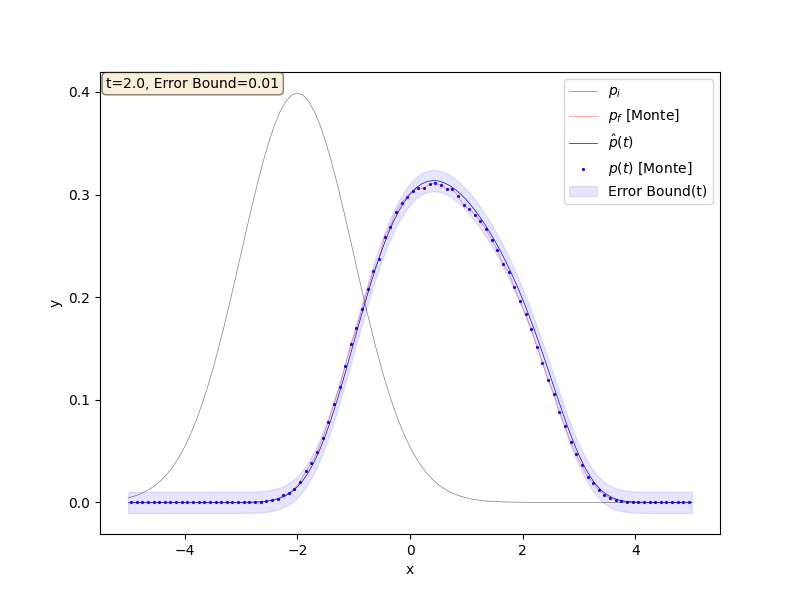 t=2.0, Error Bound=0.01
p_i
p_f [Monte]
p̂(t)
p(t) [Monte]
Error Bound(t)
0.4
0.3
0.2
0.1
0.0
y
−4
−2
0
2
4
x